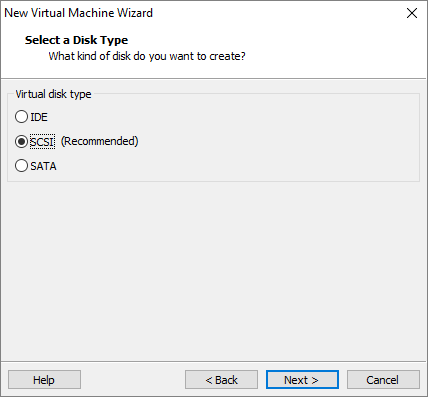 New Virtual Machine Wizard
Select a Disk Type
What kind of disk do you want to create?
Virtual disk type
IDE
SCSI (Recommended)
SATA
Help < Back Next > Cancel